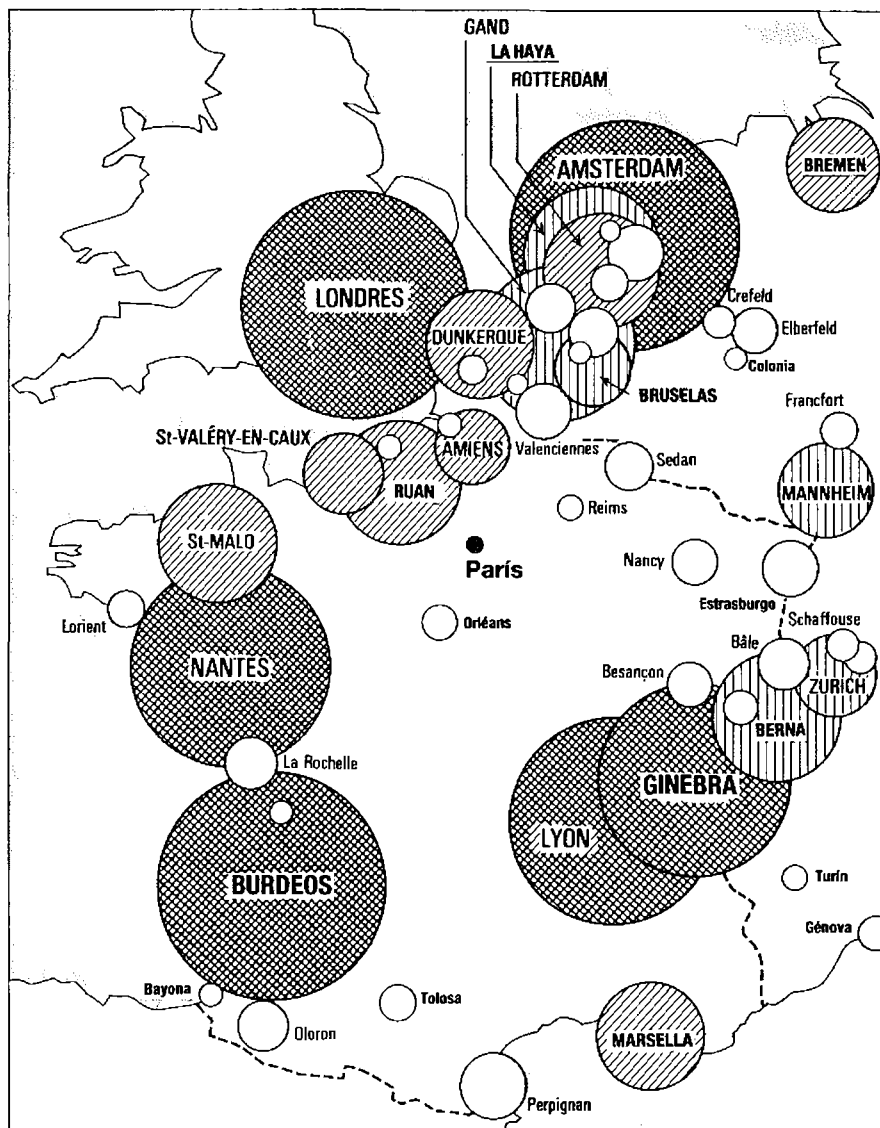 GAND
LA HAYA
ROTTERDAM
AMSTERDAM
BREMEN
LONDRES
DUNKERQUE
Crefeld
Elberfeld
Colonia
BRUSELAS
Francfort
St-VALÉRY-EN-CAUX
AMIENS
Valenciennes
Sedan
RUAN
MANNHEIM
Reims
St-MALO
París
Nancy
Estrasburgo
Lorient
Orléans
Schaffouse
Bâle
NANTES
Besançon
ZURICH
BERNA
La Rochelle
GINEBRA
LYON
BURDEOS
Turín
Génova
Bayona
Tolosa
Oloron
MARSELLA
Perpignan